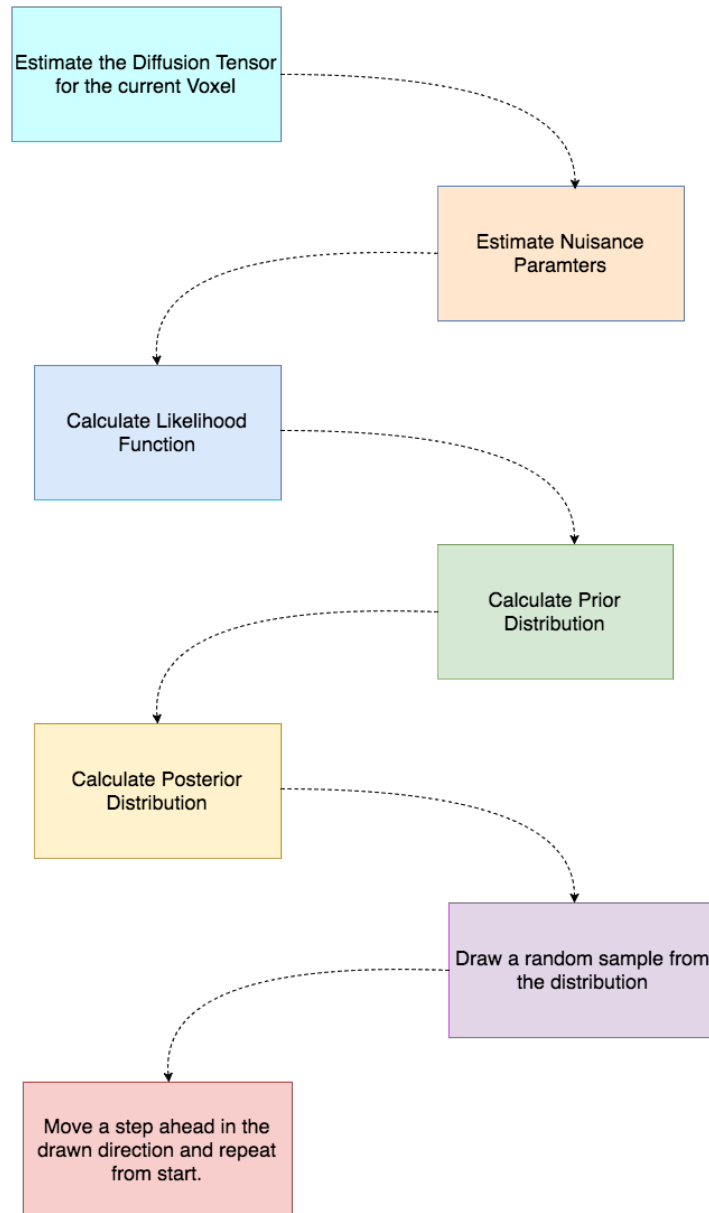 Estimate the Diffusion Tensor
for the current Voxel
Estimate Nuisance
Paramters
Calculate Likelihood
Function
Calculate Prior
Distribution
Calculate Posterior
Distribution
Draw a random sample from
the distribution
Move a step ahead in the
drawn direction and repeat
from start.